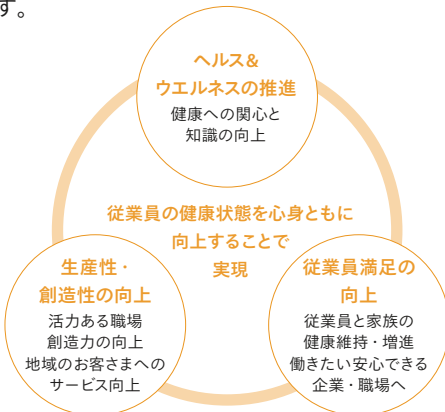 す。
ヘルス&
ウエルネスの推進
健康への関心と
知識の向上
従業員の健康状態を心身ともに
向上することで
実現
生産性・
創造性の向上
活力ある職場
創造力の向上
地域のお客さまへの
サービス向上
従業員満足の
向上
従業員と家族の
健康維持・増進
働きたい安心できる
企業・職場へ